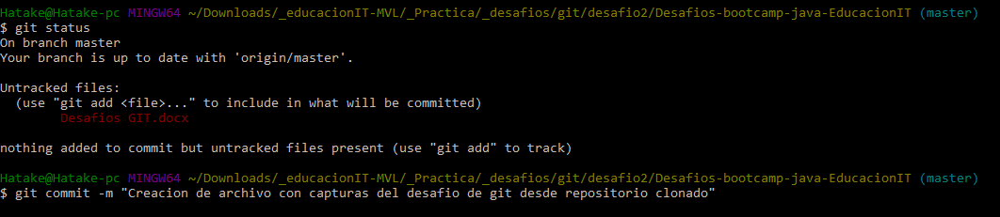 Hatake@Hatake-pc MINGW64 ~/Downloads/_educacionIT-MVL/_Practica/_desafios/git/desafio2/Desafios-bootcamp-java-EducacionIT (master)
$ git status
On branch master
Your branch is up to date with 'origin/master'.
Untracked files:
(use "git add <file>..." to include in what will be committed)
Desafios GIT.docx
nothing added to commit but untracked files present (use "git add" to track)
Hatake@Hatake-pc MINGW64 ~/Downloads/_educacionIT-MVL/_Practica/_desafios/git/desafio2/Desafios-bootcamp-java-EducacionIT (master)
$ git commit -m "Creacion de archivo con capturas del desafio de git desde repositorio clonado"